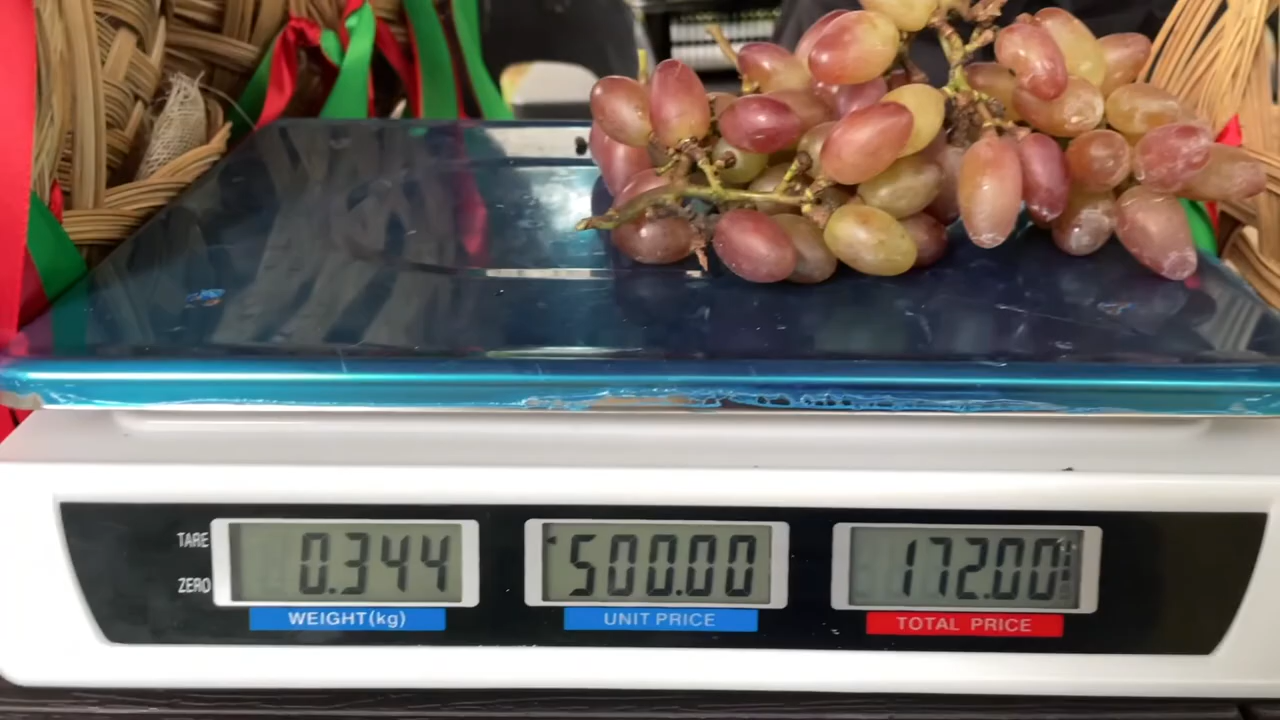 TARE
ZERO
0.344
500.00
172.00
WEIGHT(kg)
UNIT PRICE
TOTAL PRICE